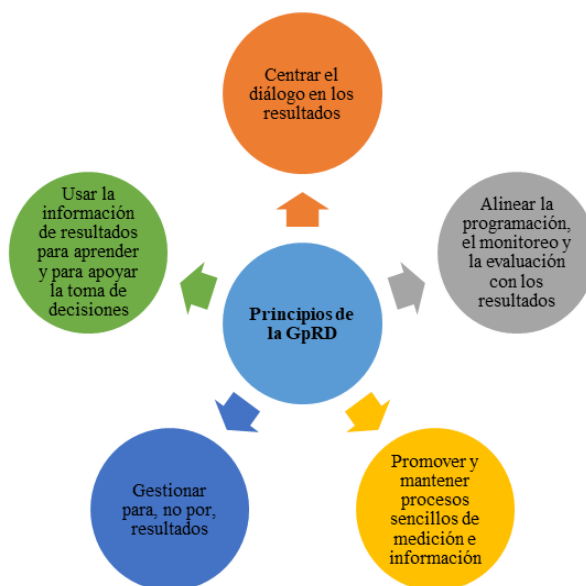 Centrar el
diálogo en los
resultados
Usar la
información
de resultados
para aprender
y para apoyar
la toma de
decisiones
Alinear la
programación,
el monitoreo y
la evaluación
con los
resultados
Principios de
la GpRD
Gestionar
para, no por,
resultados
Promover y
mantener
procesos
sencillos de
medición e
información